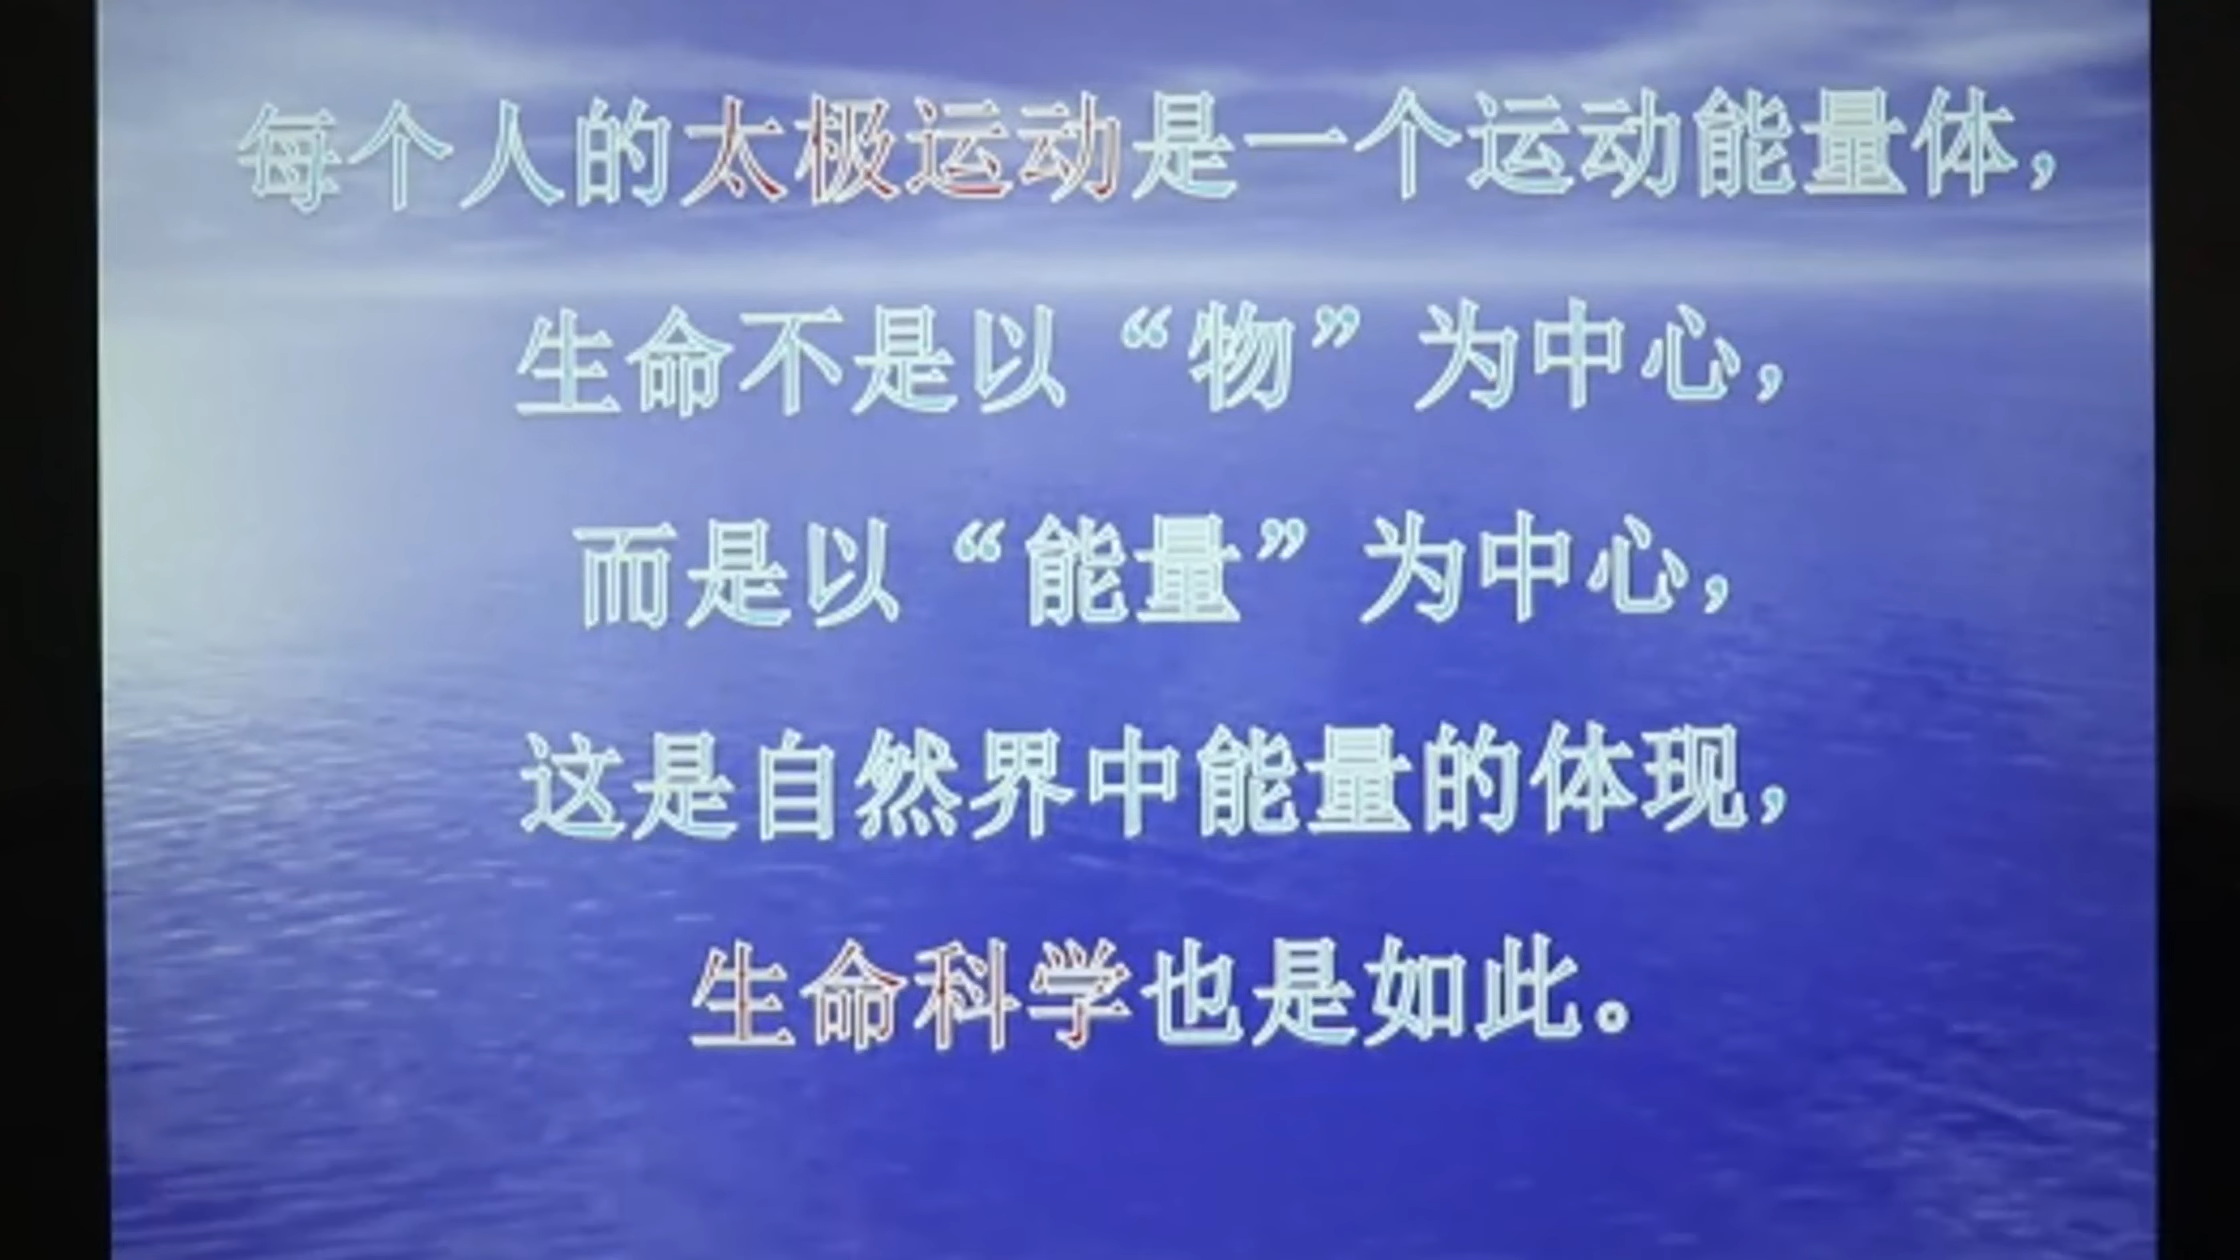 每个人的太极运动是一个运动能量体，
生命不是以“物”为中心，
而是以“能量”为中心，
这是自然界中能量的体现，
生命科学也是如此。